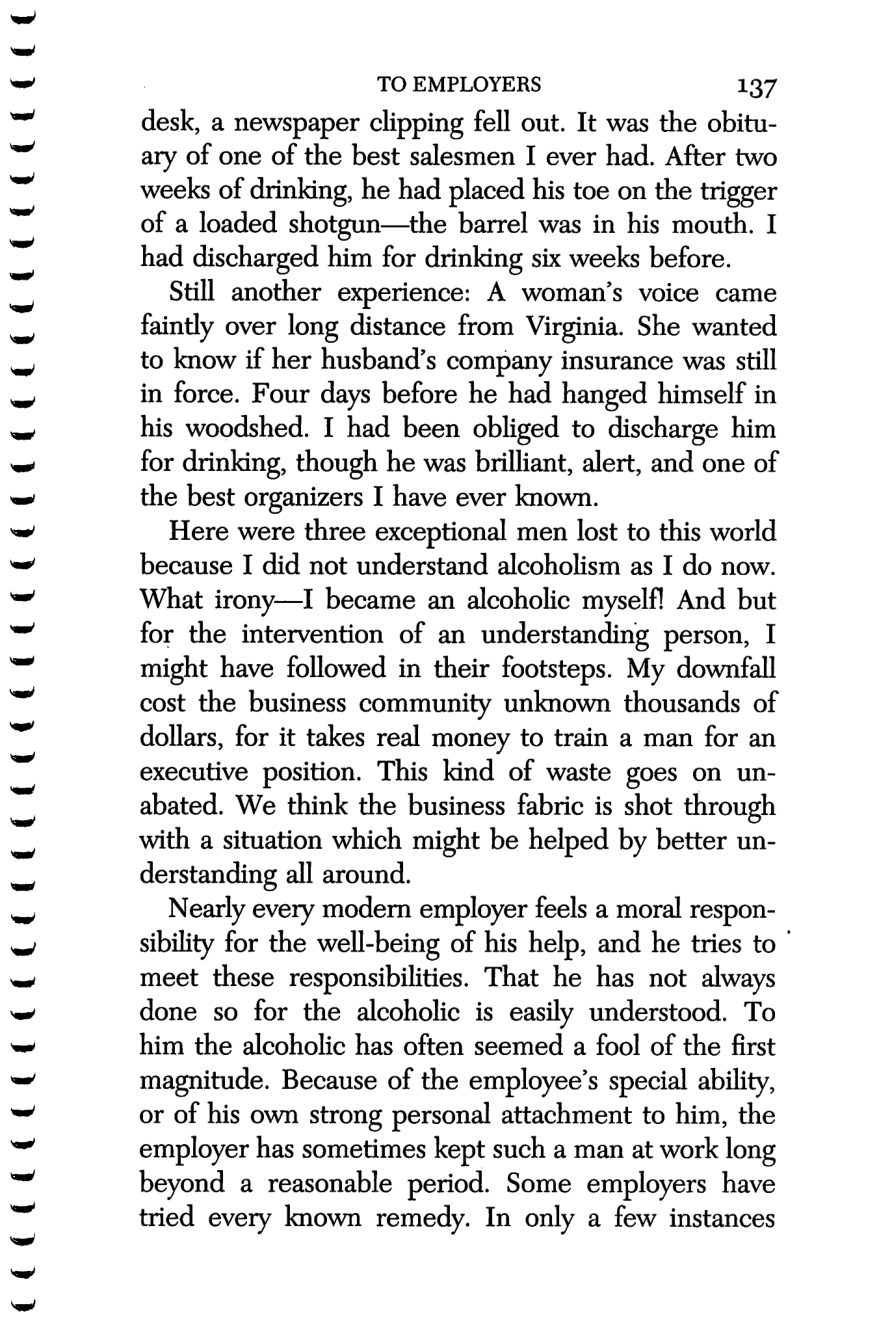 TO EMPLOYERS 137
desk, a newspaper clipping fell out. It was the obitu-
ary of one of the best salesmen I ever had. After two
weeks of drinking, he had placed his toe on the trigger
of a loaded shotgun—the barrel was in his mouth. I
had discharged him for drinking six weeks before.
Still another experience: A woman's voice came
faintly over long distance from Virginia. She wanted
to know if her husband's company insurance was still
in force. Four days before he had hanged himself in
his woodshed. I had been obliged to discharge him
for drinking, though he was brilliant, alert, and one of
the best organizers I have ever known.
Here were three exceptional men lost to this world
because I did not understand alcoholism as I do now.
What irony—I became an alcoholic myself! And but
for the intervention of an understanding person, I
might have followed in their footsteps. My downfall
cost the business community unknown thousands of
dollars, for it takes real money to train a man for an
executive position. This kind of waste goes on un-
abated. We think the business fabric is shot through
with a situation which might be helped by better un-
derstanding all around.
Nearly every modern employer feels a moral respon-
sibility for the well-being of his help, and he tries to
meet these responsibilities. That he has not always
done so for the alcoholic is easily understood. To
him the alcoholic has often seemed a fool of the first
magnitude. Because of the employee's special ability,
or of his own strong personal attachment to him, the
employer has sometimes kept such a man at work long
beyond a reasonable period. Some employers have
tried every known remedy. In only a few instances